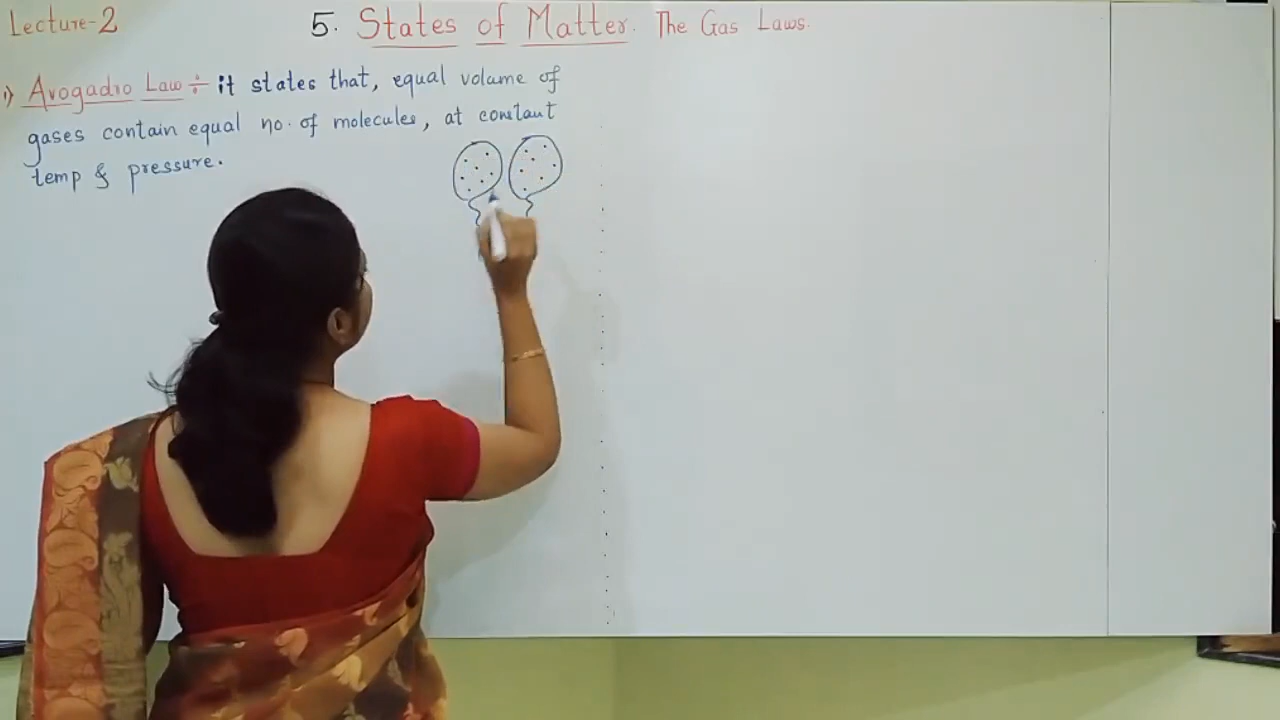 Lecture-2
5. States of Matter. The Gas Laws.
1) Avogadro Law ÷ it states that, equal volume of
gases contain equal no. of molecules, at constant
temp & pressure.